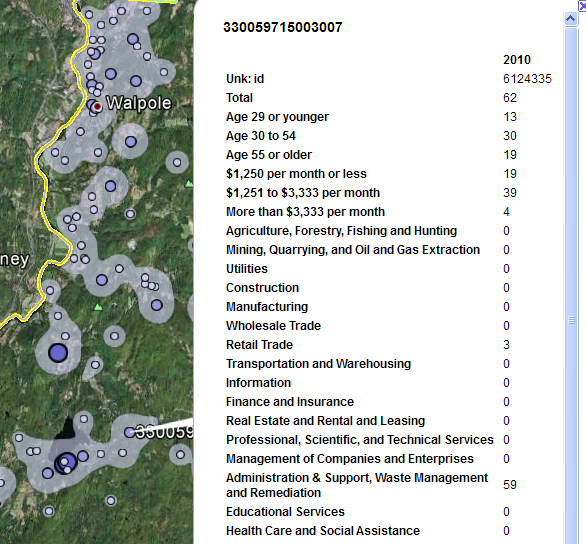 Walpole
ney
330059
330059715003007
2010
Unk: id 6124335
Total 62
Age 29 or younger 13
Age 30 to 54 30
Age 55 or older 19
$1,250 per month or less 19
$1,251 to $3,333 per month 39
More than $3,333 per month 4
Agriculture, Forestry, Fishing and Hunting 0
Mining, Quarrying, and Oil and Gas Extraction 0
Utilities 0
Construction 0
Manufacturing 0
Wholesale Trade 0
Retail Trade 3
Transportation and Warehousing 0
Information 0
Finance and Insurance 0
Real Estate and Rental and Leasing 0
Professional, Scientific, and Technical Services 0
Management of Companies and Enterprises 0
Administration & Support, Waste Management
and Remediation 59
Educational Services 0
Health Care and Social Assistance 0